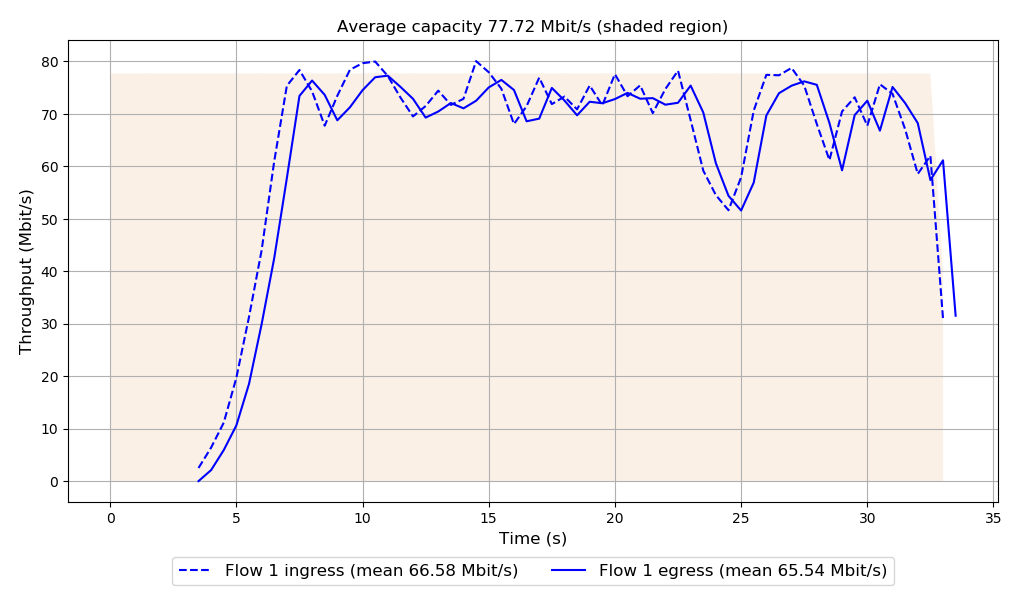 Average capacity 77.72 Mbit/s (shaded region)
Throughput (Mbit/s)
80
70
60
50
40
30
20
10
0
0 5 10 15 20 25 30 35
Time (s)
Flow 1 ingress (mean 66.58 Mbit/s) Flow 1 egress (mean 65.54 Mbit/s)